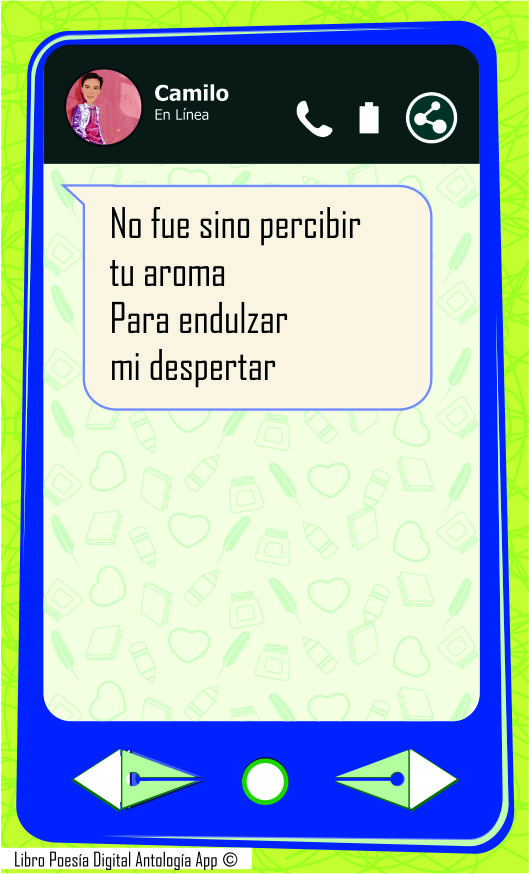 Camilo
En Línea
No fue sino percibir
tu aroma
Para endulzar
mi despertar
Libro Poesía Digital Antología App ©